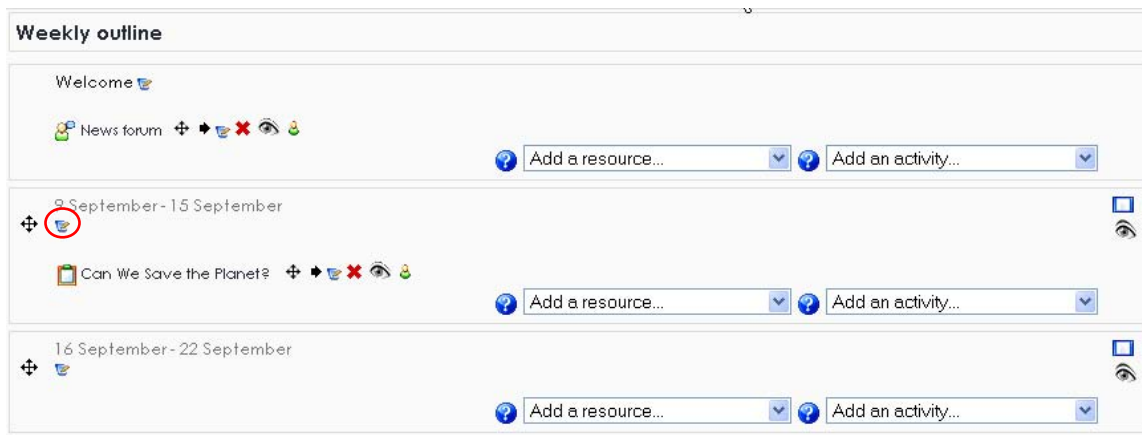 Weekly outline
Welcome
News forum
Add a resource... Add an activity...
9 September - 15 September
Can We Save the Planet?
Add a resource... Add an activity...
16 September - 22 September
Add a resource... Add an activity...